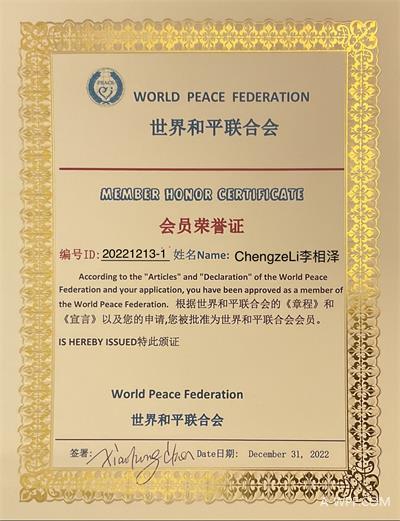 PEACE
WORLD PEACE FEDERATION
世界和平联合会
MEMBER HONOR CERTIFICATE
会员荣誉证
编号ID: 20221213-1 姓名Name: ChengzeLi李相泽
According to the "Articles" and "Declaration" of the World Peace
Federation and your application, you have been approved as a member of
the World Peace Federation. 根据世界和平联合会的《章程》和
《宣言》以及您的申请,您被批准为世界和平联合会会员。
IS HEREBY ISSUED特此颁证
World Peace Federation
世界和平联合会
签署: Date日期: December 31, 2022